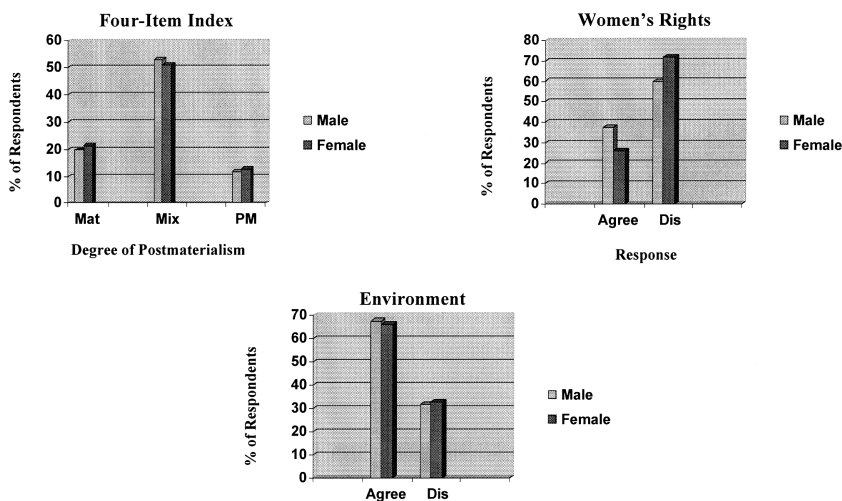 Four-Item Index
60
50
40
30
20
10
0
% of Respondents
Mat Mix PM
Degree of Postmaterialism
Male
Female
Women's Rights
80
70
60
50
40
30
20
10
0
% of Respondents
Agree Dis
Response
Male
Female
Environment
70
60
50
40
30
20
10
0
% of Respondents
Agree Dis
Male
Female